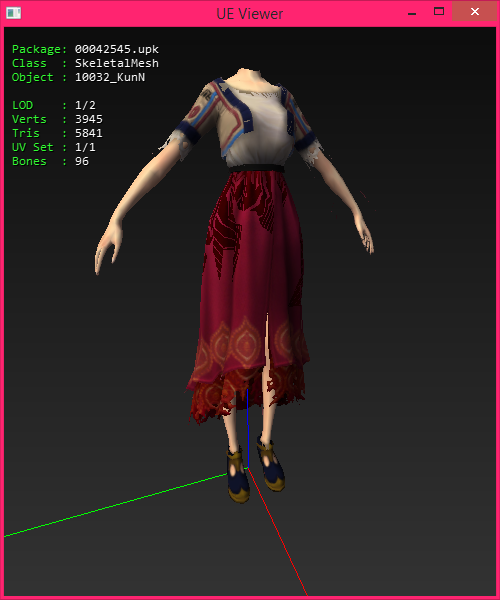 UE Viewer
Package: 00042545.upk
Class  : SkeletalMesh
Object : 10032_KunN
LOD    : 1/2
Verts  : 3945
Tris   : 5841
UV Set : 1/1
Bones  : 96